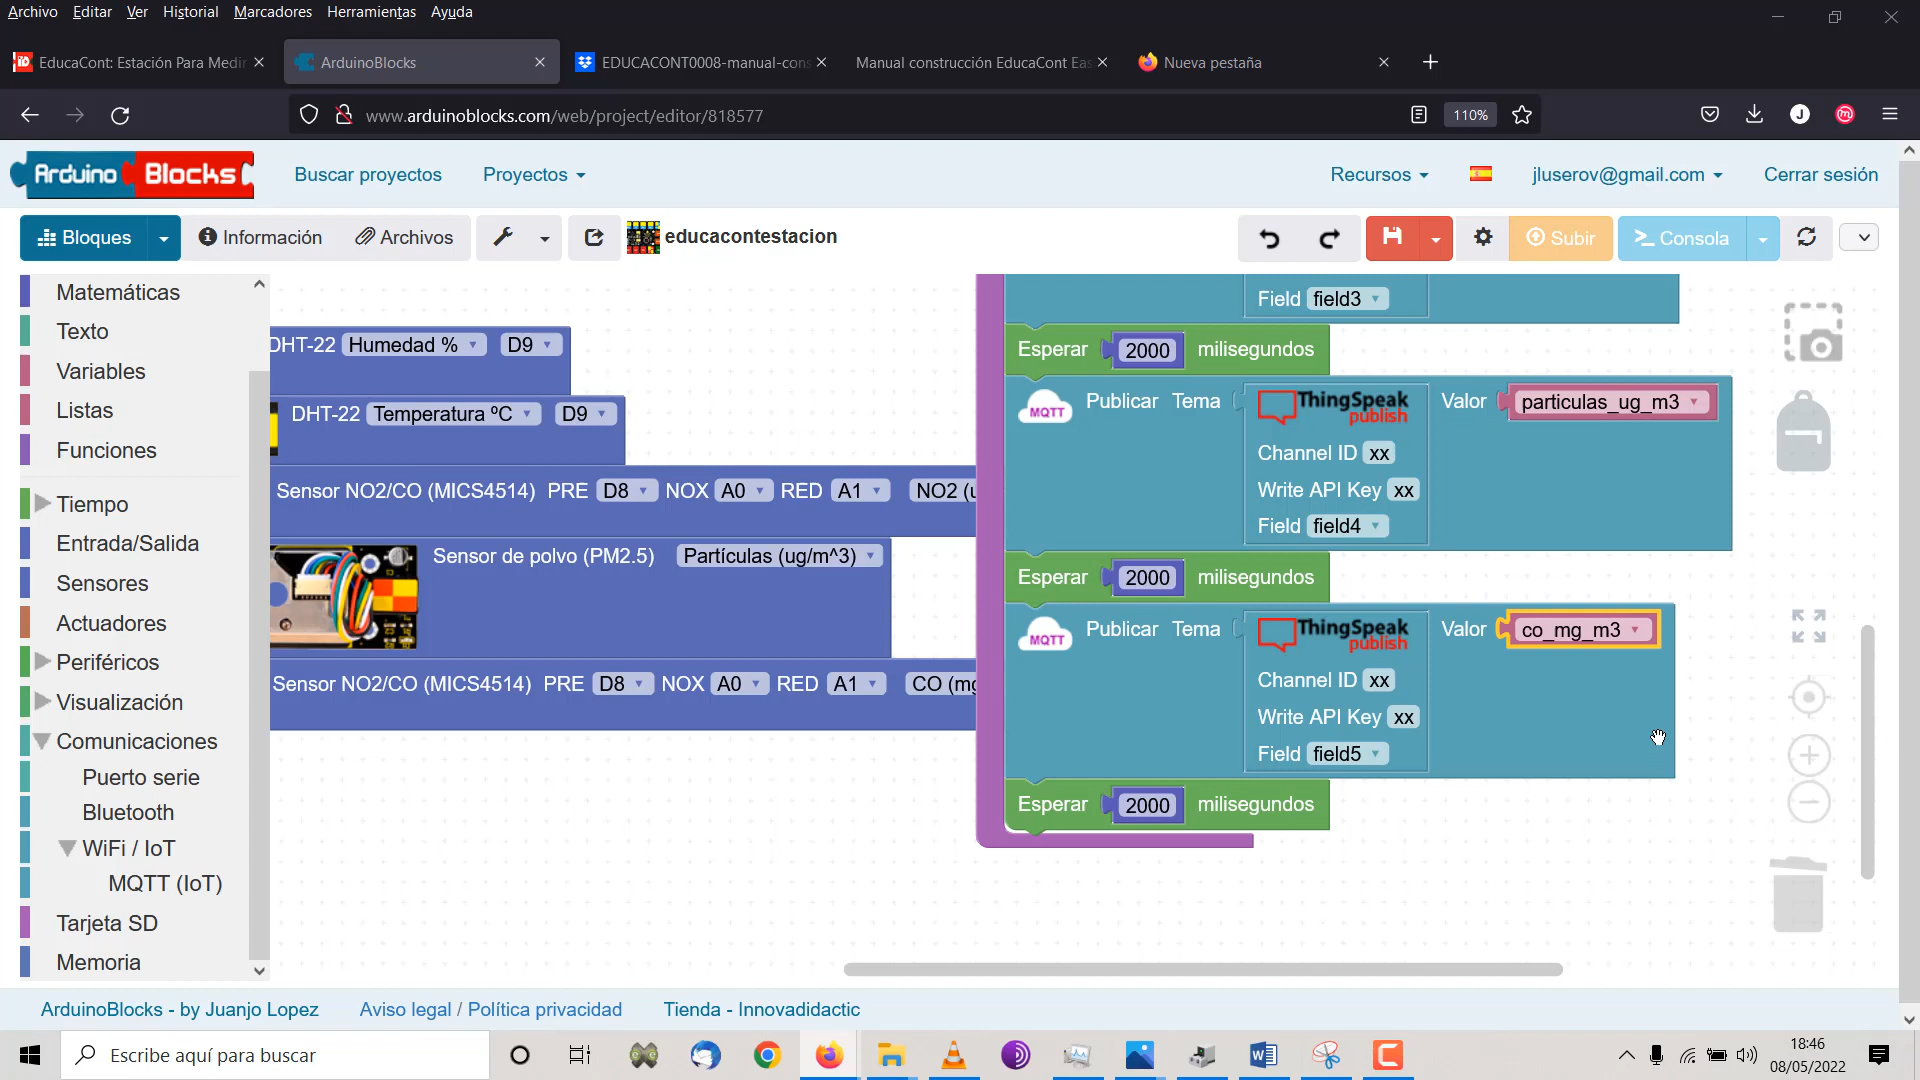 Archivo Editar Ver Historial Marcadores Herramientas Ayuda
EducaCont: Estación Para Medir
ArduinoBlocks
EDUCACONT0008-manual-cons
Manual construcción EducaCont Eas
Nueva pestaña
www.arduinoblocks.com/web/project/editor/818577
110%
J
m
Arduino Blocks
Buscar proyectos
Proyectos
Recursos
jluserov@gmail.com
Cerrar sesión
Bloques
Información
Archivos
educacontestacion
Subir
Consola
Matemáticas
Texto
Variables
Listas
Funciones
Tiempo
Entrada/Salida
Sensores
Actuadores
Periféricos
Visualización
Comunicaciones
Puerto serie
Bluetooth
WiFi / IoT
MQTT (IoT)
Tarjeta SD
Memoria
DHT-22 Humedad % D9
DHT-22 Temperatura ºC D9
Sensor NO2/CO (MICS4514) PRE D8 NOX A0 RED A1 NO2 (u
Sensor de polvo (PM2.5) Partículas (ug/m^3)
Sensor NO2/CO (MICS4514) PRE D8 NOX A0 RED A1 CO (mg
Field field3
Esperar 2000 milisegundos
MQTT Publicar Tema ThingSpeak publish Valor particulas_ug_m3
Channel ID xx
Write API Key xx
Field field4
Esperar 2000 milisegundos
MQTT Publicar Tema ThingSpeak publish Valor co_mg_m3
Channel ID xx
Write API Key xx
Field field5
Esperar 2000 milisegundos
ArduinoBlocks - by Juanjo Lopez
Aviso legal / Política privacidad
Tienda - Innovadidactic
Escribe aquí para buscar
18:46
08/05/2022